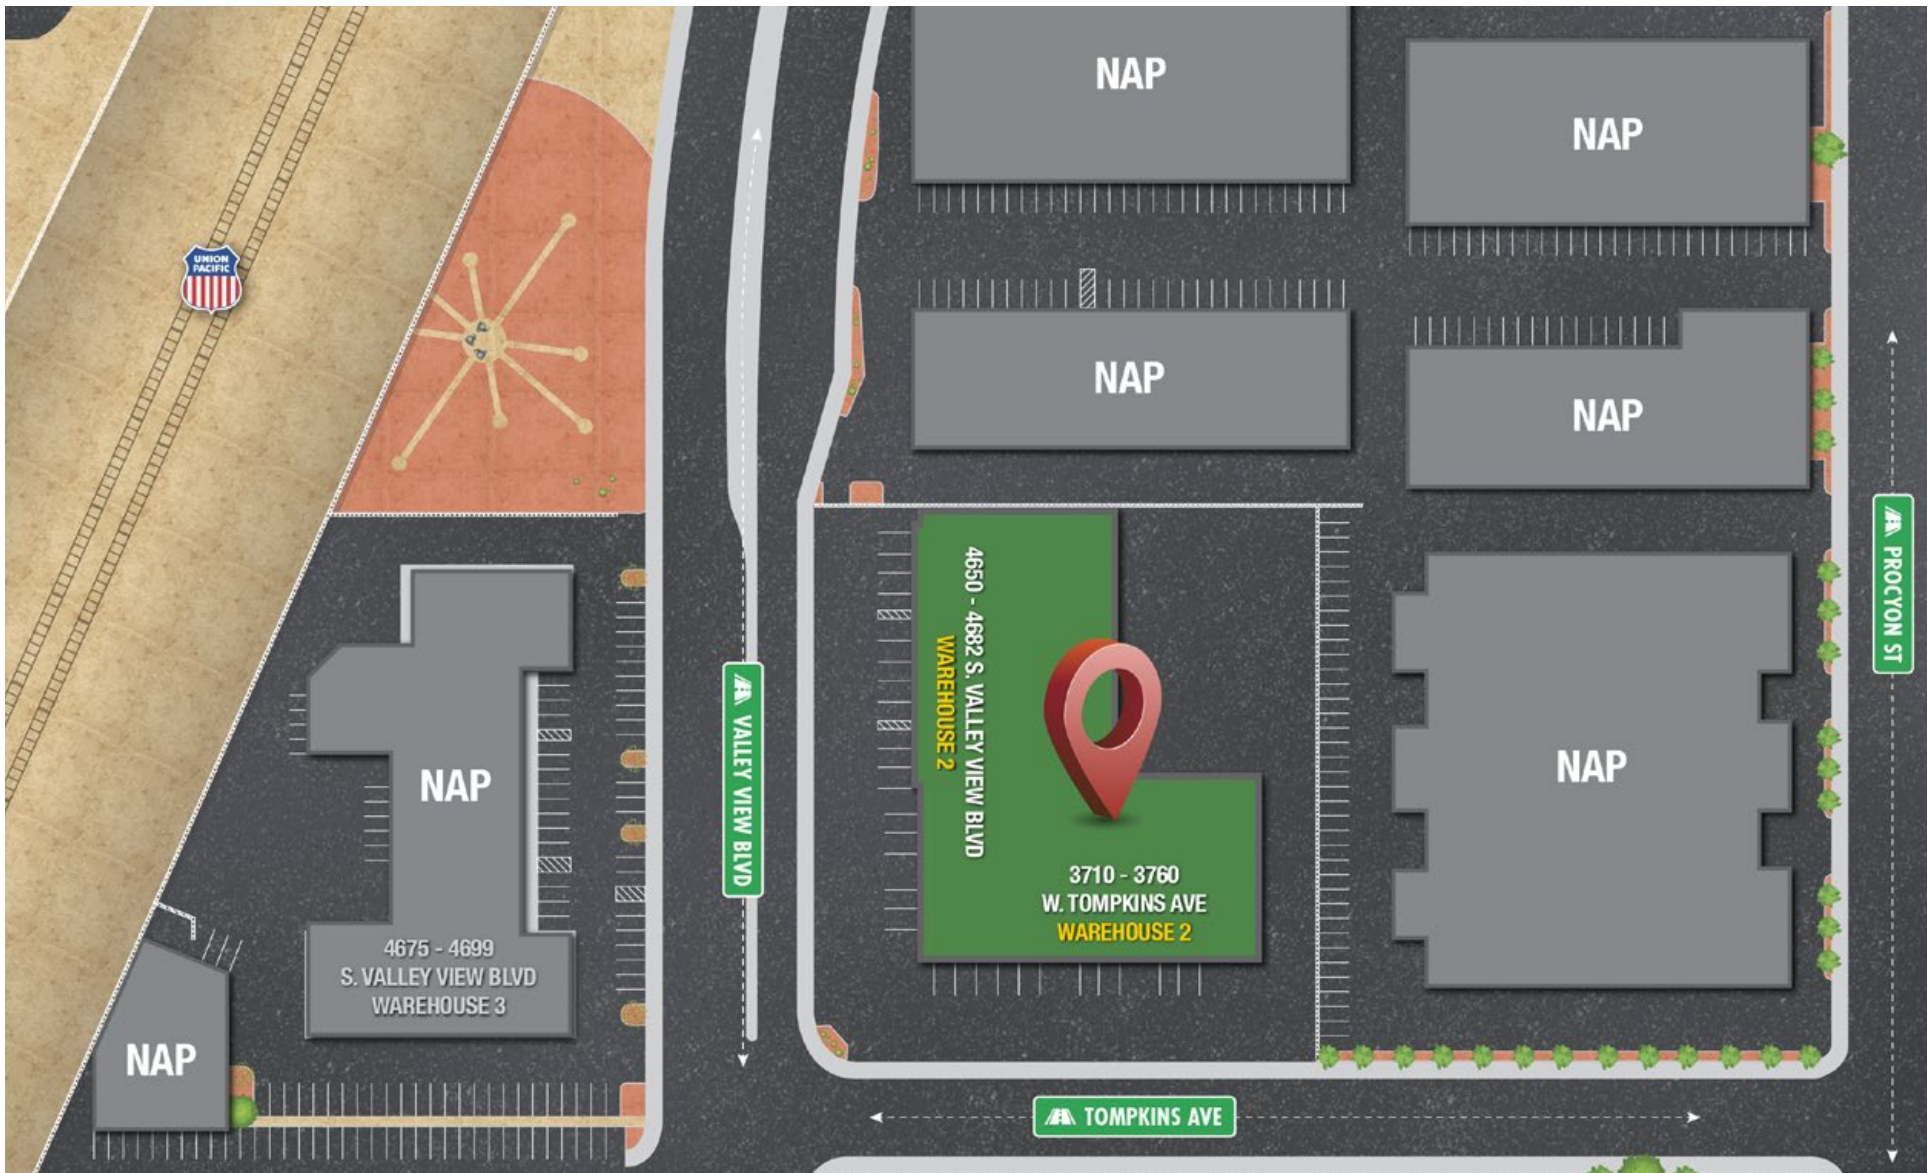 NAP
NAP
UNION
PACIFIC
NAP
NAP
PROCYON ST
4650 - 4682 S. VALLEY VIEW BLVD
WAREHOUSE 2
VALLEY VIEW BLVD
NAP
NAP
3710 - 3760
W. TOMPKINS AVE
WAREHOUSE 2
4675 - 4699
S. VALLEY VIEW BLVD
WAREHOUSE 3
NAP
TOMPKINS AVE